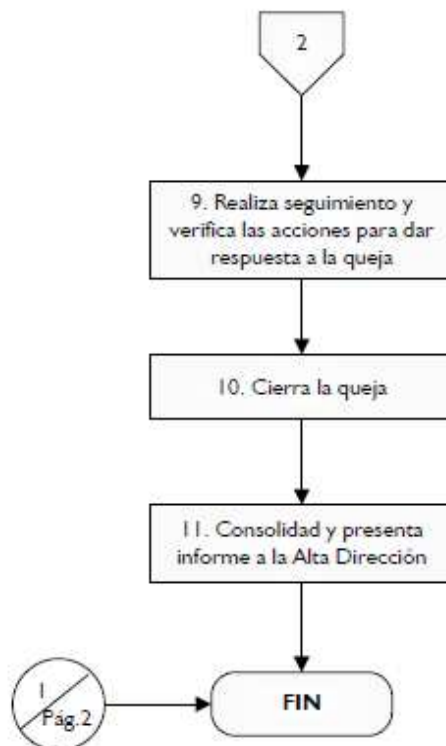 2
9. Realiza seguimiento y
verifica las acciones para dar
respuesta a la queja
10. Cierra la queja
11. Consolidad y presenta
informe a la Alta Dirección
1
Pág.2
FIN